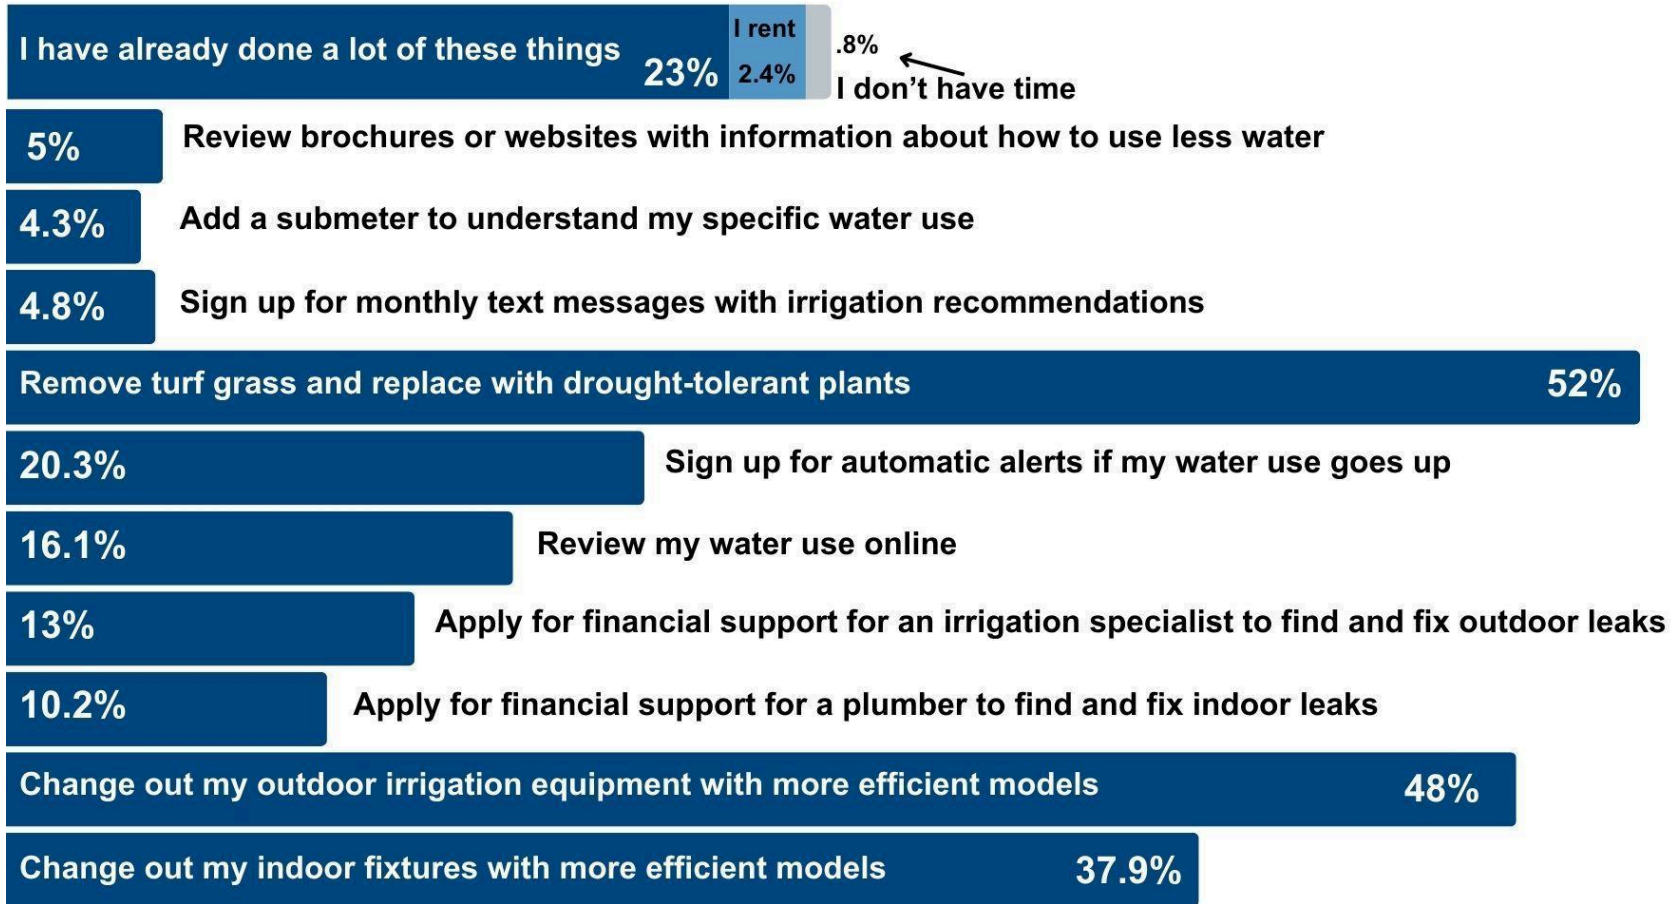 I have already done a lot of these things 23%
I rent
2.4%
.8%
I don’t have time
5% Review brochures or websites with information about how to use less water
4.3% Add a submeter to understand my specific water use
4.8% Sign up for monthly text messages with irrigation recommendations
Remove turf grass and replace with drought-tolerant plants 52%
20.3% Sign up for automatic alerts if my water use goes up
16.1% Review my water use online
13% Apply for financial support for an irrigation specialist to find and fix outdoor leaks
10.2% Apply for financial support for a plumber to find and fix indoor leaks
Change out my outdoor irrigation equipment with more efficient models 48%
Change out my indoor fixtures with more efficient models 37.9%